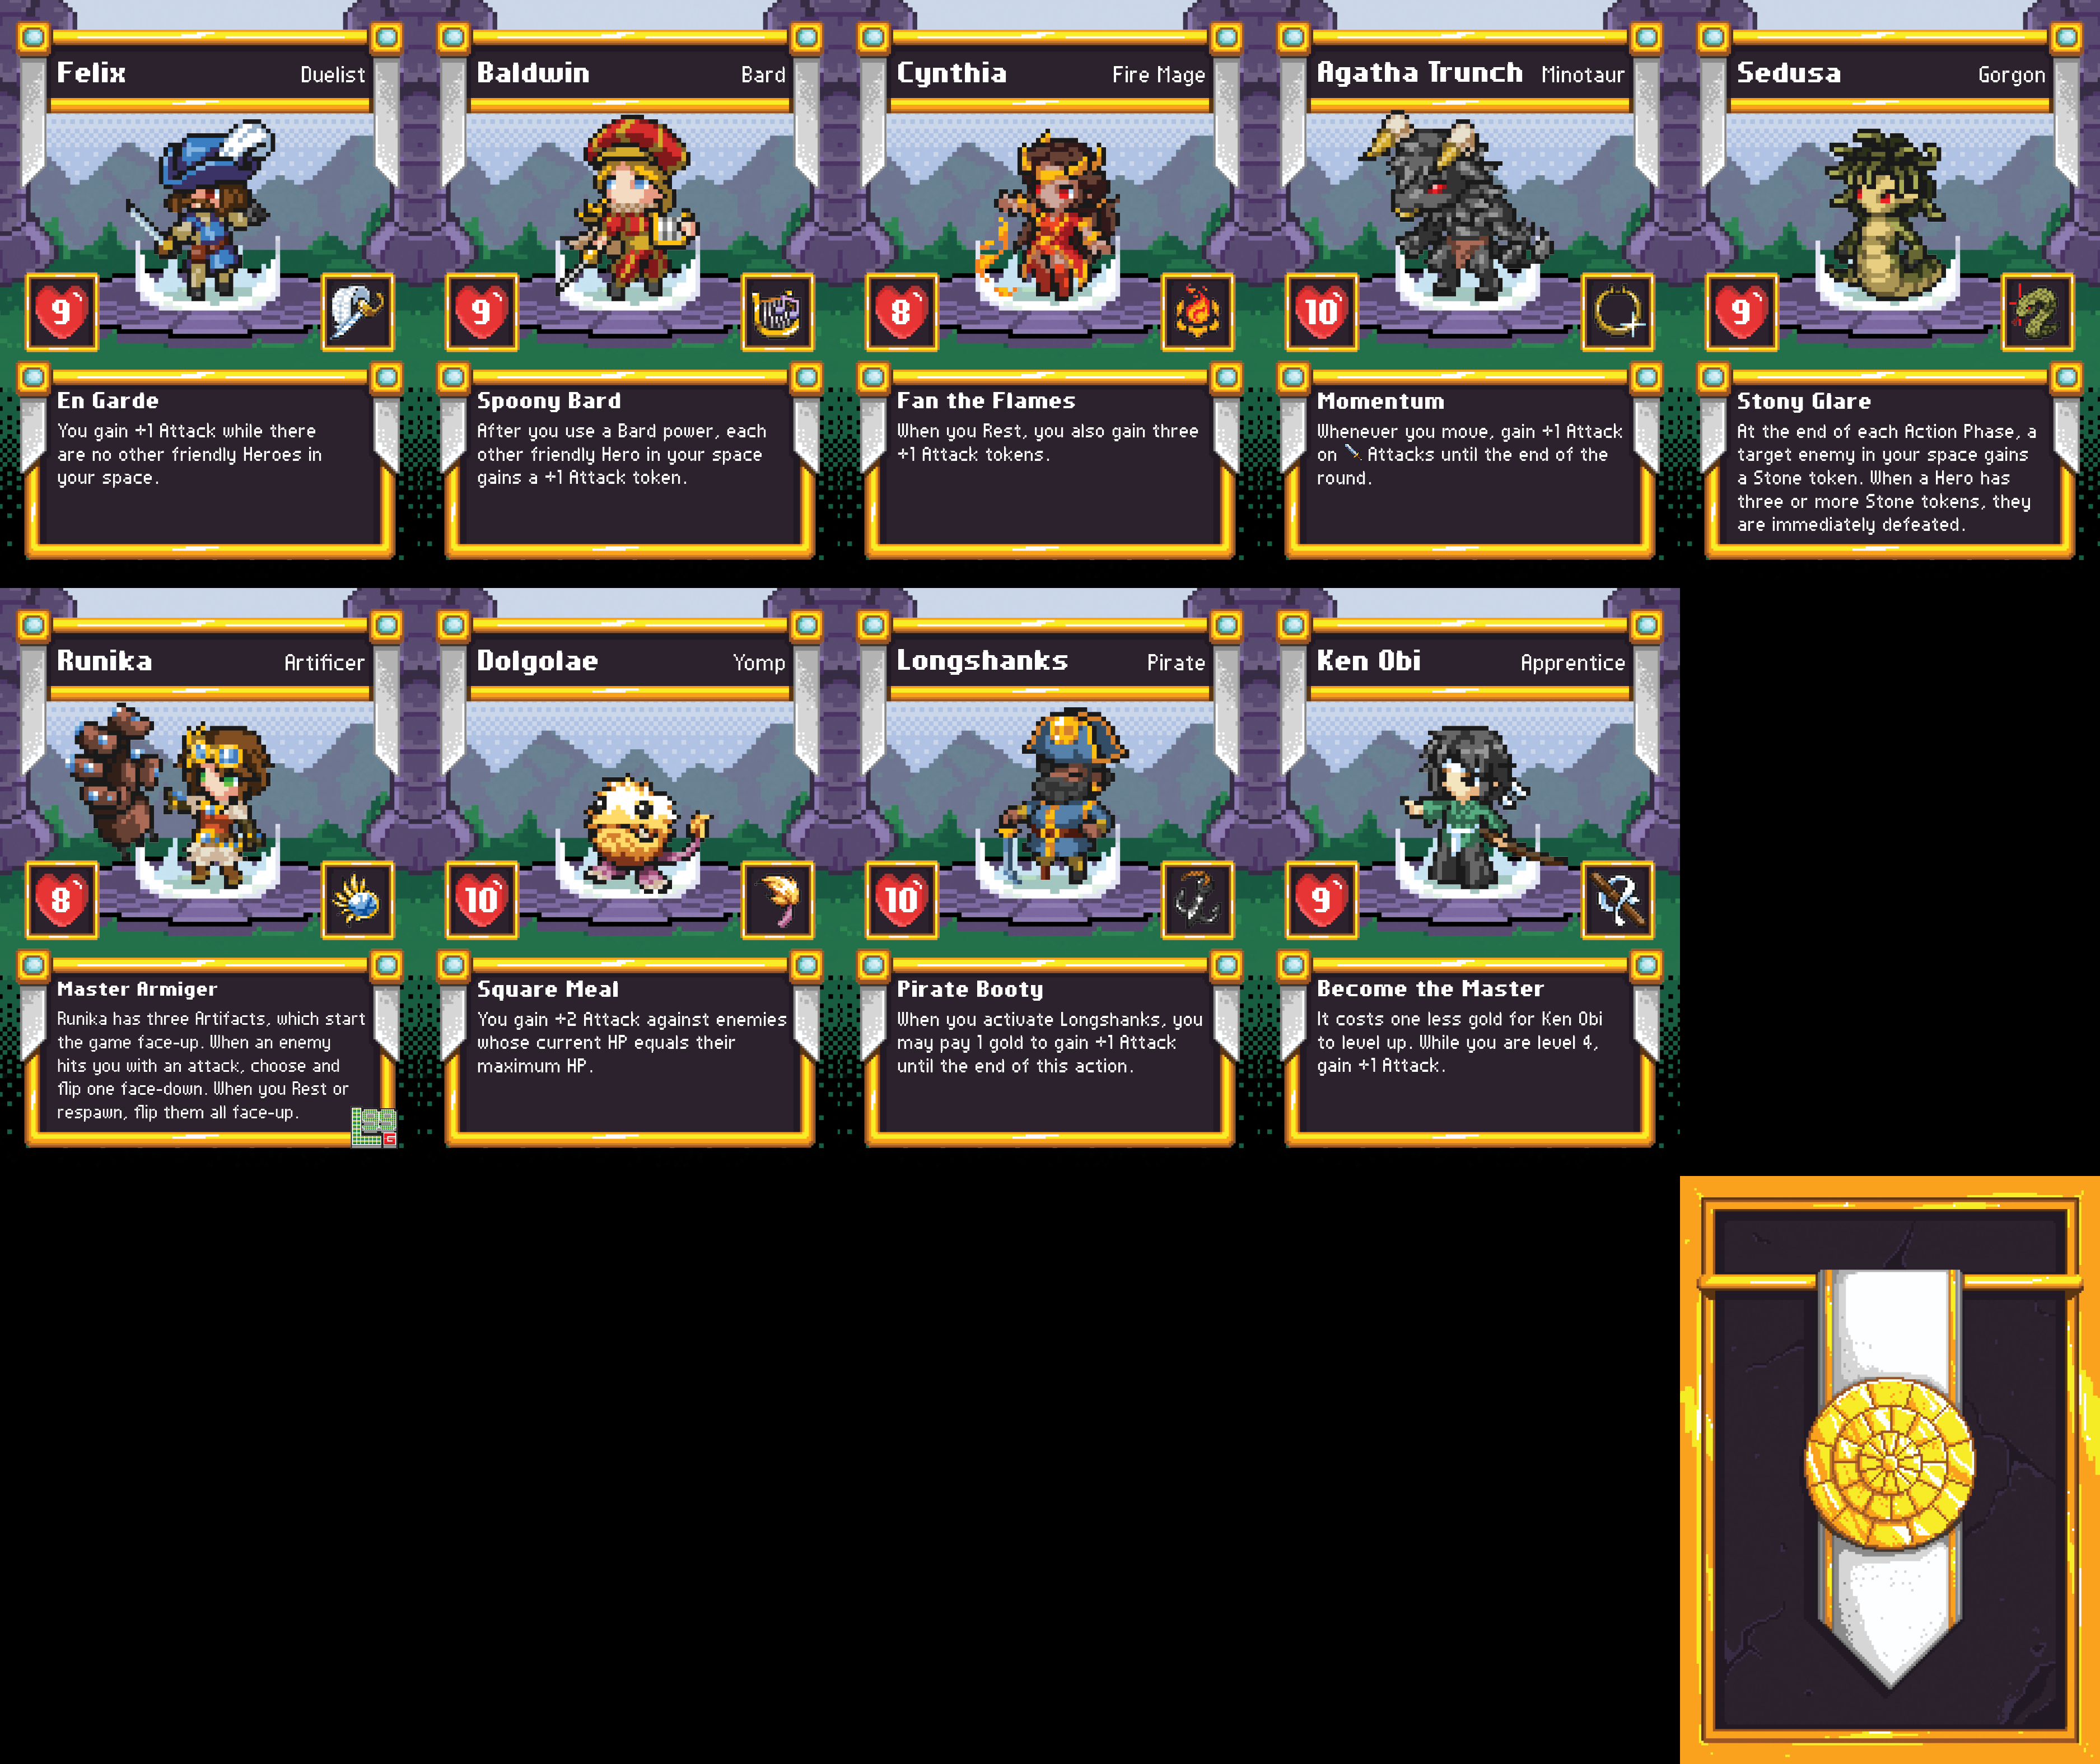 Felix Duelist
9
En Garde
You gain +1 Attack while there
are no other friendly Heroes in
your space.
Baldwin Bard
9
Spoony Bard
After you use a Bard power, each
other friendly Hero in your space
gains a +1 Attack token.
Cynthia Fire Mage
8
Fan the Flames
When you Rest, you also gain three
+1 Attack tokens.
Agatha Trunch Minotaur
10
Momentum
Whenever you move, gain +1 Attack
on Attacks until the end of the
round.
Sedusa Gorgon
9
Stony Glare
At the end of each Action Phase, a
target enemy in your space gains
a Stone token. When a Hero has
three or more Stone tokens, they
are immediately defeated.
Runika Artificer
8
Master Armiger
Runika has three Artifacts, which start
the game face-up. When an enemy
hits you with an attack, choose and
flip one face-down. When you Rest or
respawn, flip them all face-up.
L99
G
Dolgolae Yomp
10
Square Meal
You gain +2 Attack against enemies
whose current HP equals their
maximum HP.
Longshanks Pirate
10
Pirate Booty
When you activate Longshanks, you
may pay 1 gold to gain +1 Attack
until the end of this action.
Ken Obi Apprentice
9
Become the Master
It costs one less gold for Ken Obi
to level up. While you are level 4,
gain +1 Attack.